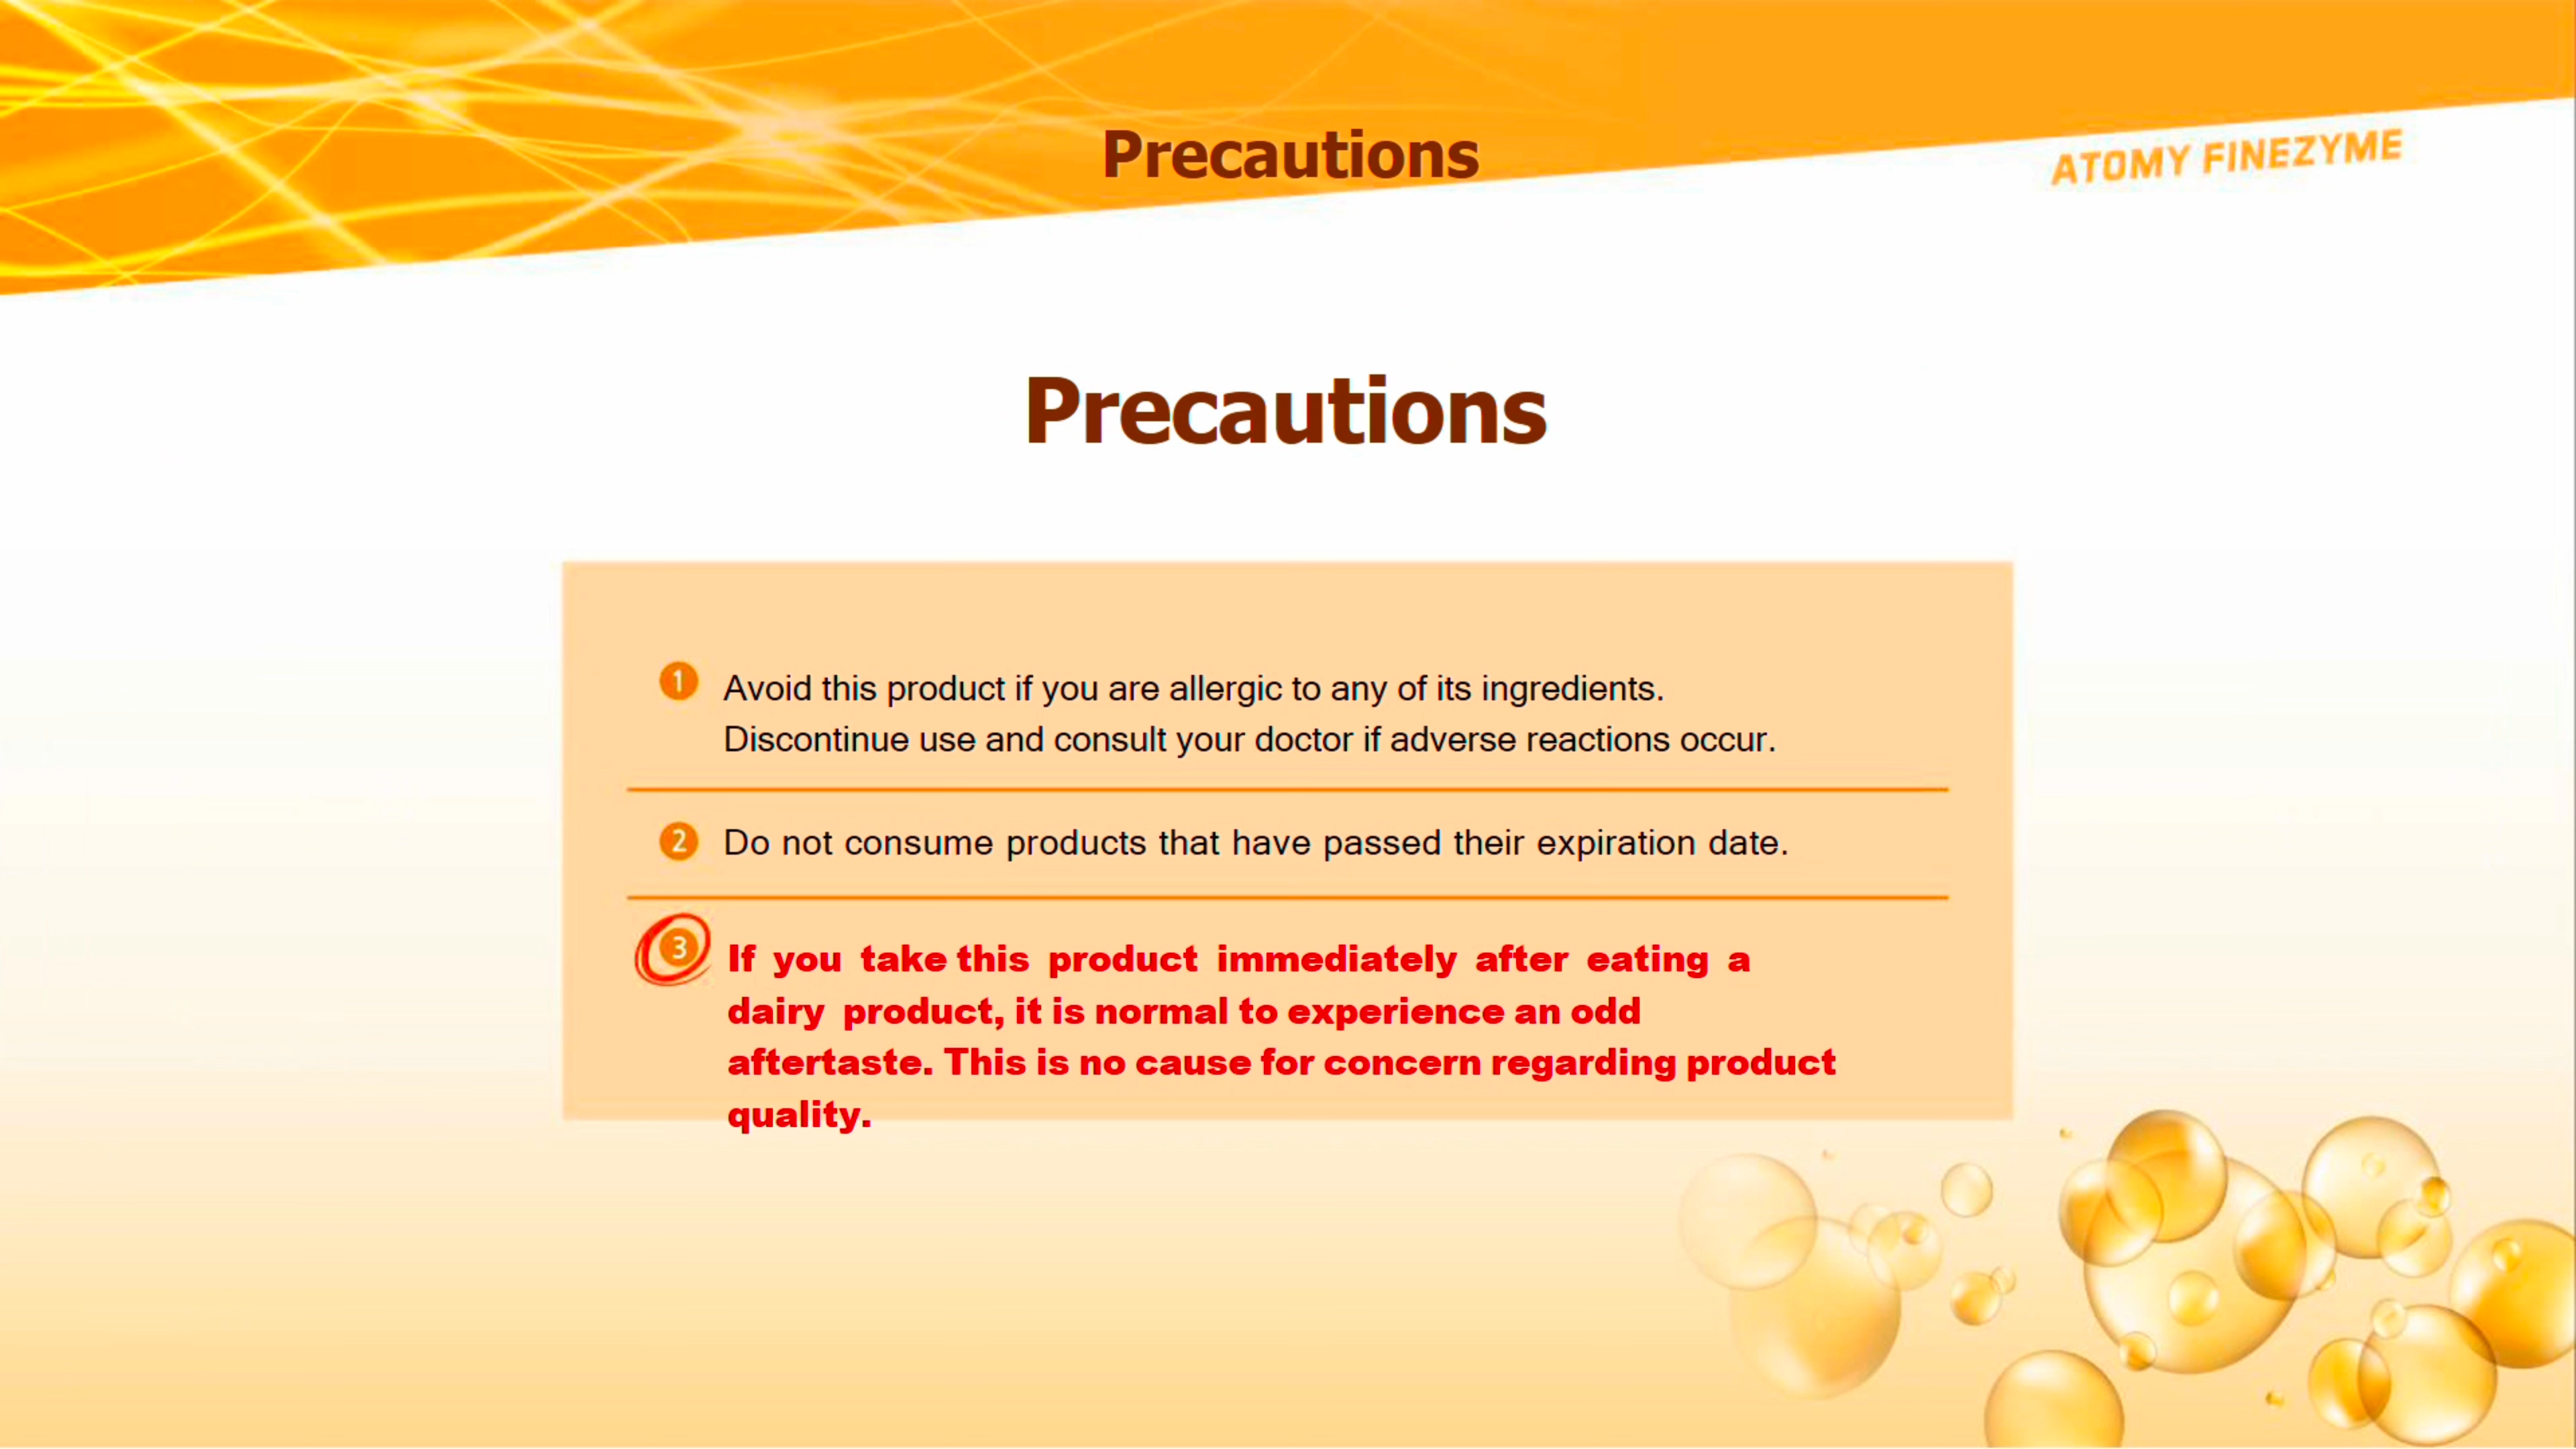 Precautions
ATOMY FINEZYME
Precautions
1 Avoid this product if you are allergic to any of its ingredients.
Discontinue use and consult your doctor if adverse reactions occur.
2 Do not consume products that have passed their expiration date.
3 If you take this product immediately after eating a
dairy product, it is normal to experience an odd
aftertaste. This is no cause for concern regarding product
quality.